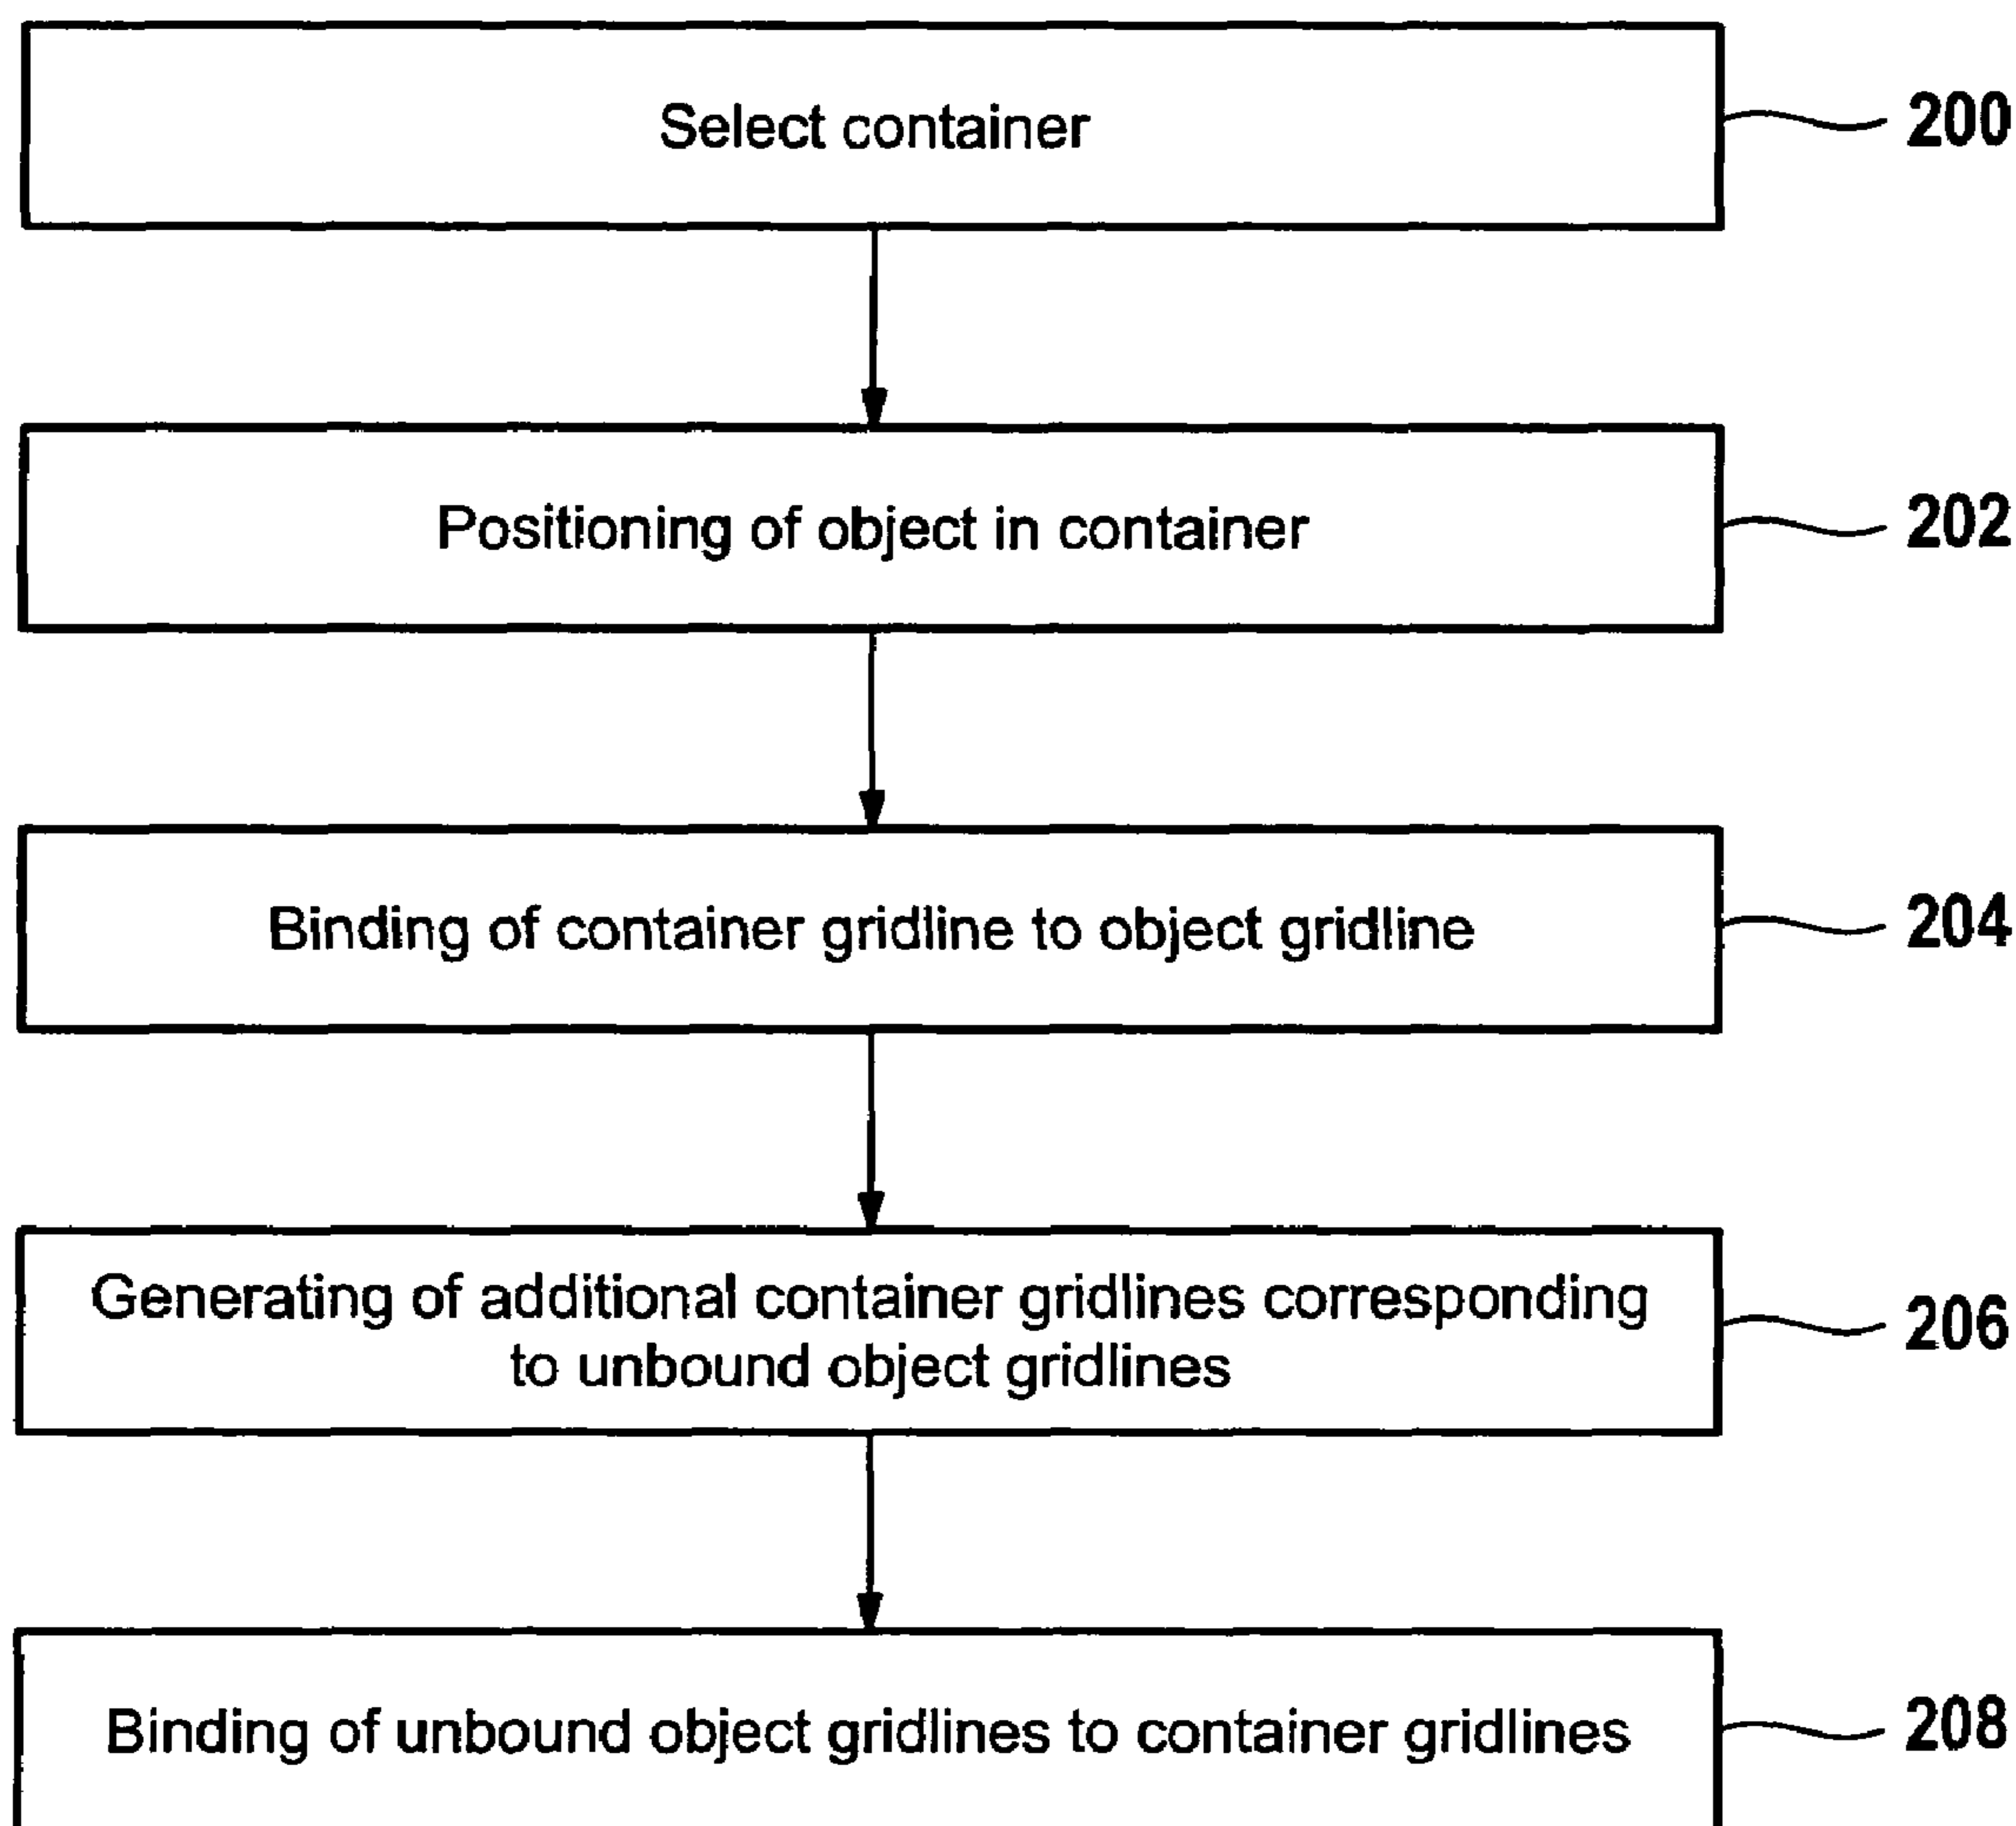 Select container
200
Positioning of object in container
202
Binding of container gridline to object gridline
204
Generating of additional container gridlines corresponding
to unbound object gridlines
206
Binding of unbound object gridlines to container gridlines
208